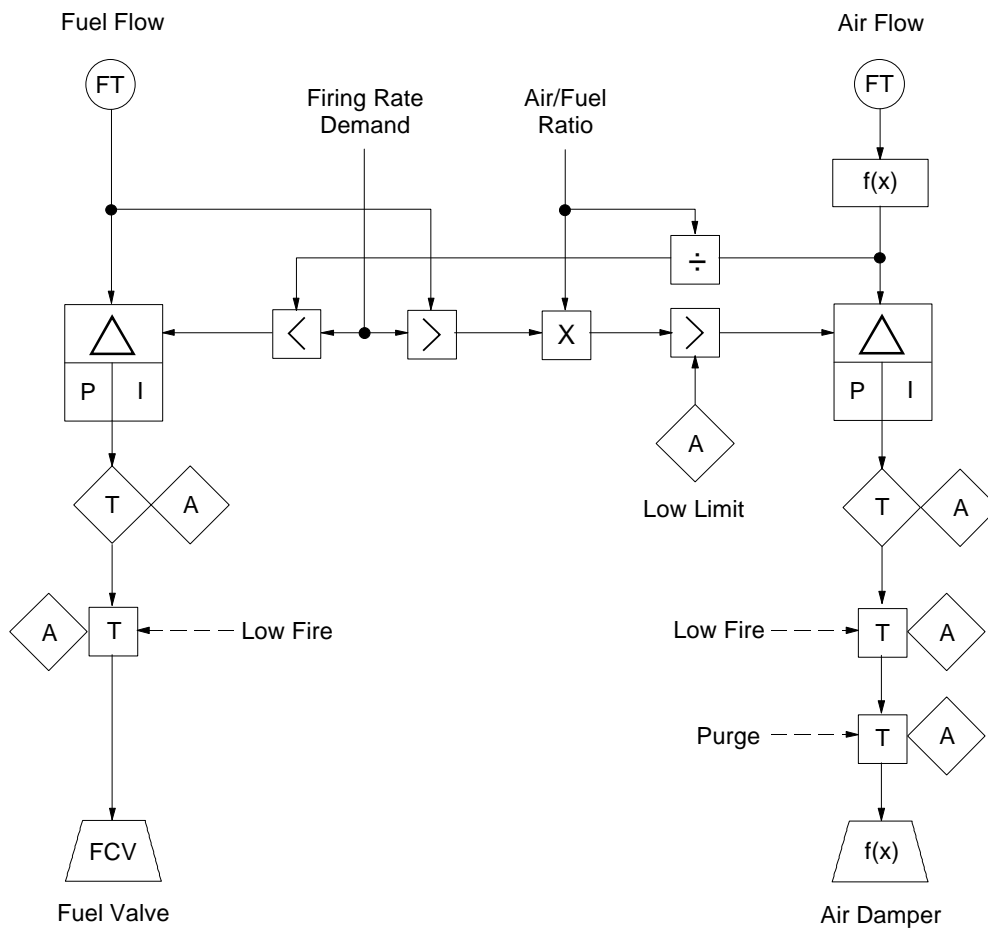 Fuel Flow
Air Flow
FT
FT
Firing Rate
Demand
Air/Fuel
Ratio
f(x)
÷
<
>
X
>
P I
P I
A
Low Limit
T A
T A
A T
Low Fire
Low Fire
T A
Purge
T A
FCV
f(x)
Fuel Valve
Air Damper